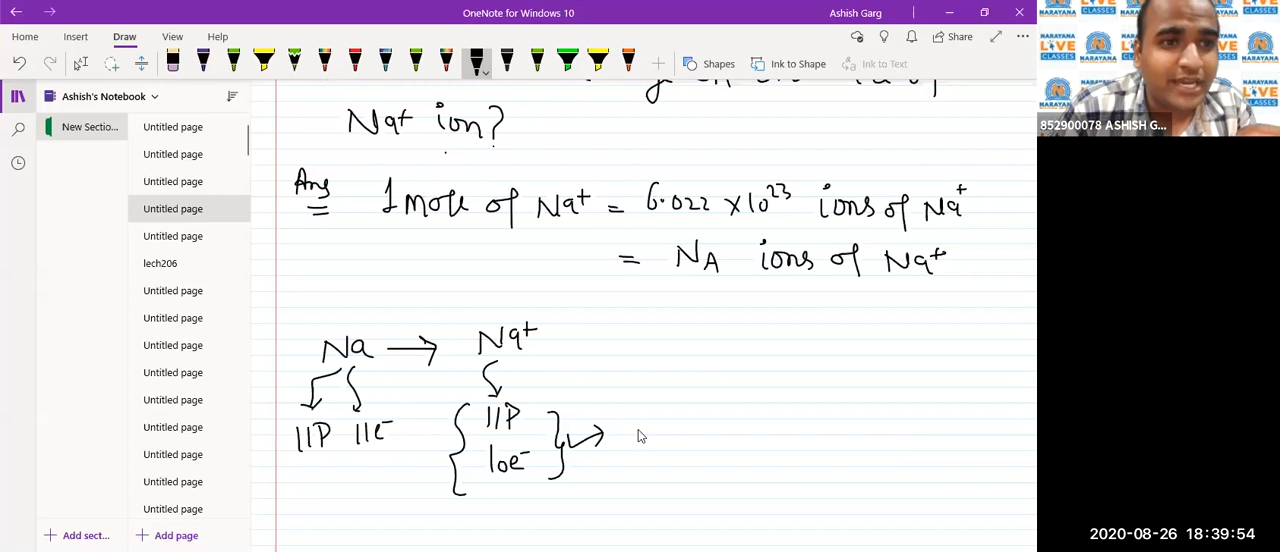 OneNote for Windows 10
Ashish Garg
Home Insert Draw View Help
Share
Shapes Ink to Shape Ink to Text
Ashish's Notebook
New Sectio...
Untitled page
Untitled page
Untitled page
Untitled page
Untitled page
lech206
Untitled page
Untitled page
Untitled page
Untitled page
Untitled page
Untitled page
Untitled page
Untitled page
Untitled page
Add sect...
Add page
Na+ ion?
Ans 1 mole of Na+ = 6.022 × 10^23 ions of Na+
= NA ions of Na+
Na → Na+
11P 11e-
11P
10e-
NARAYANA
LIVE
CLASSES
852900078 ASHISH G...
2020-08-26 18:39:54